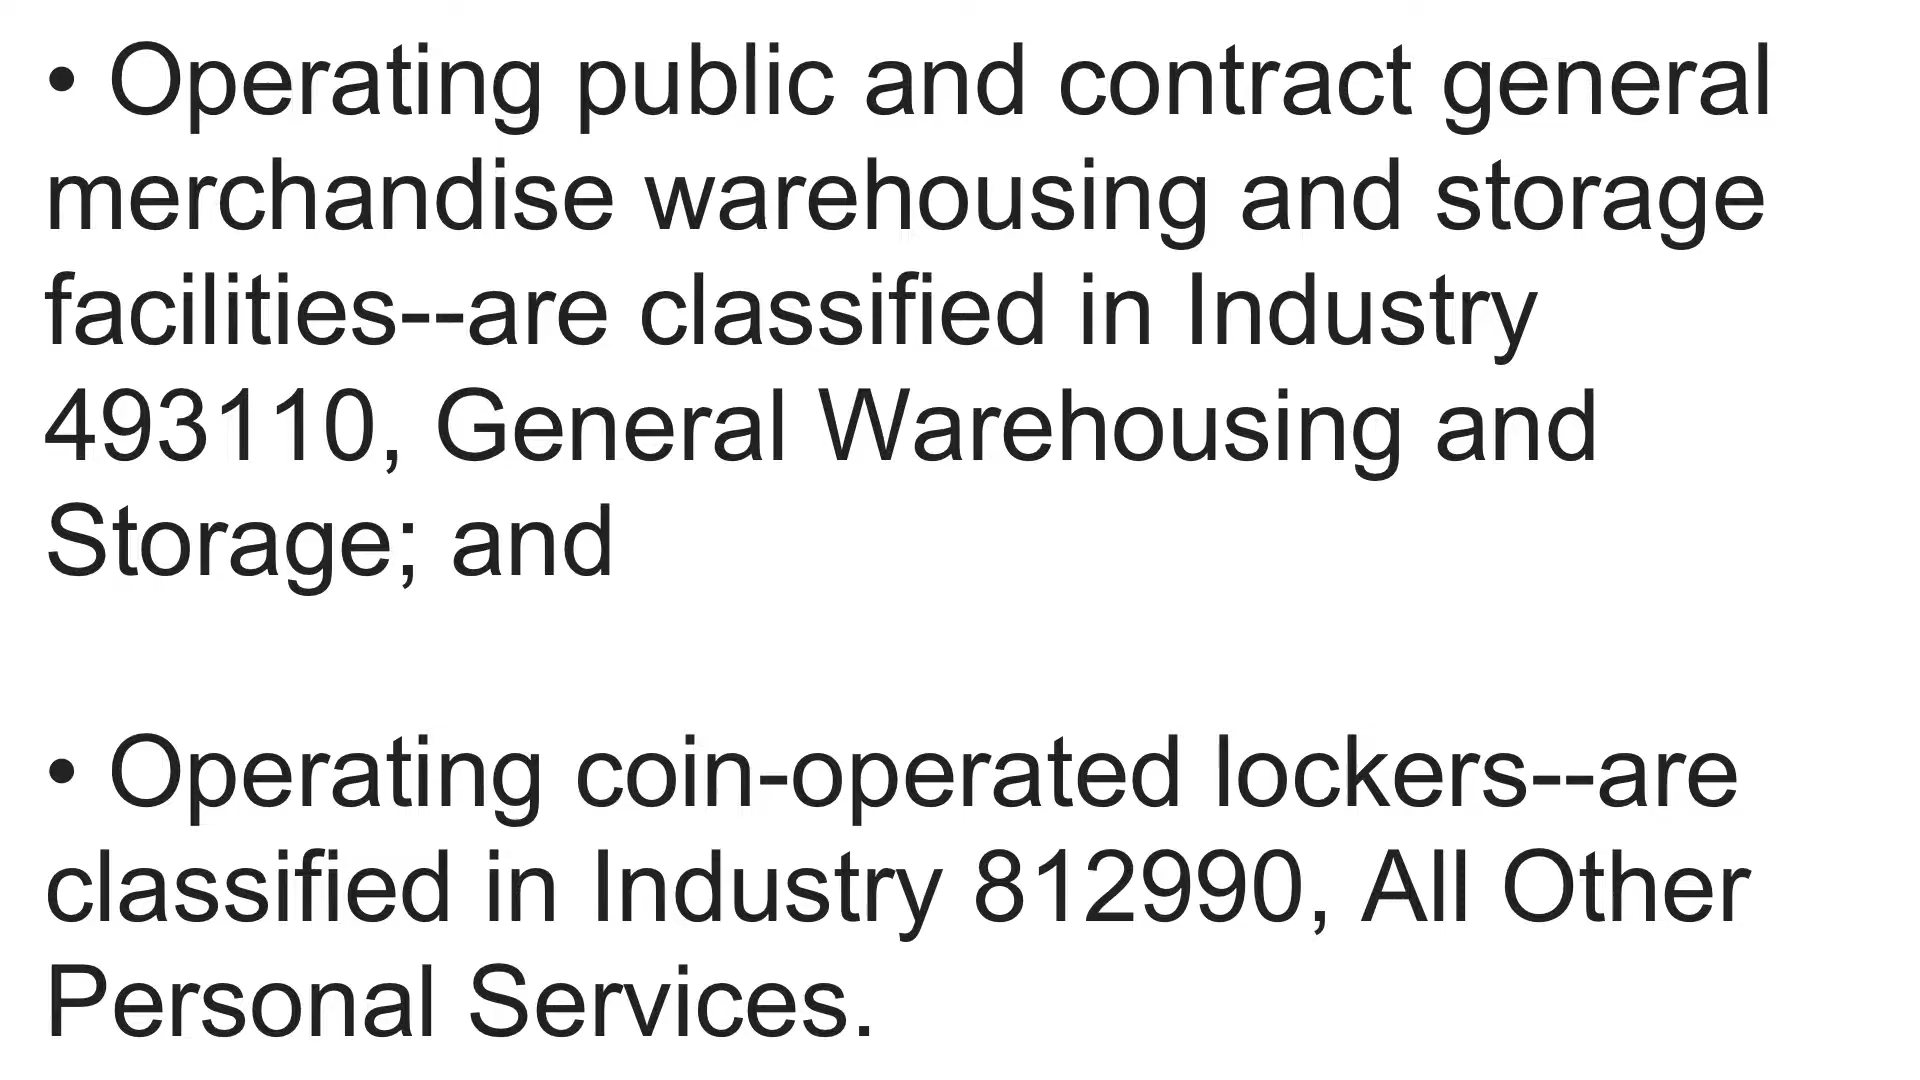 • Operating public and contract general
merchandise warehousing and storage
facilities--are classified in Industry
493110, General Warehousing and
Storage; and
• Operating coin-operated lockers--are
classified in Industry 812990, All Other
Personal Services.